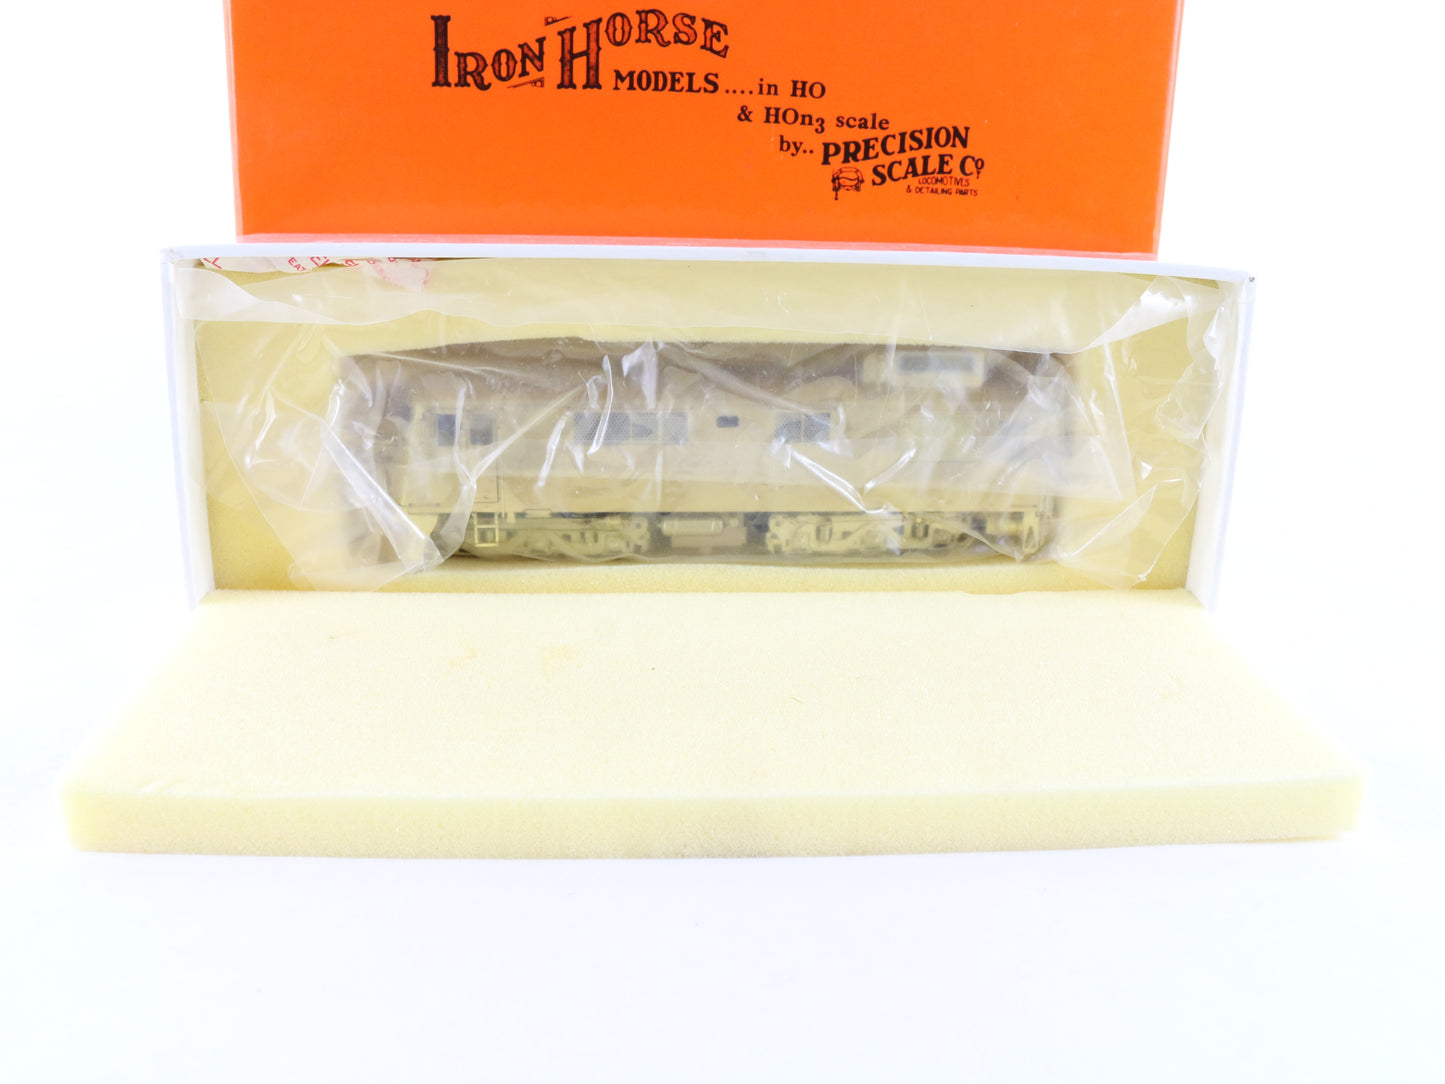 IRON HORSE
MODELS ....in HO
& HOn3 scale
by.. PRECISION
SCALE Co
LOCOMOTIVES
& DETAILING PARTS